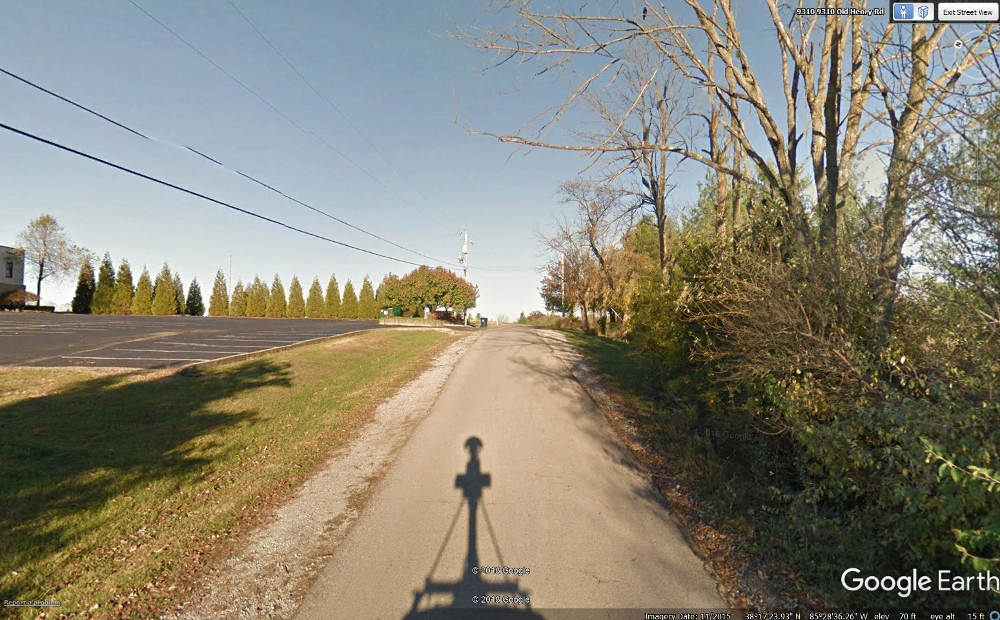 9310 9310 Old Henry Rd
Exit Street View
N
© 2016 Google
© 2018 Google
© 2018 Google
Google Earth
Report a problem
Imagery Date: 11/2015 38°17'23.93" N 85°28'36.26" W elev 70 ft eye alt 15 ft